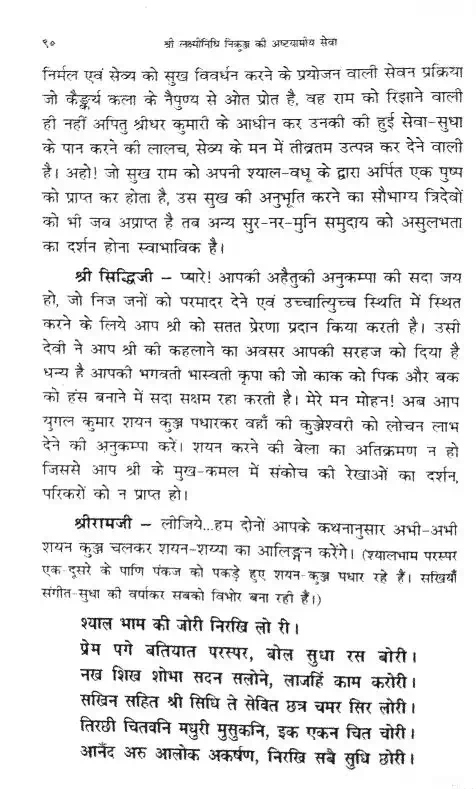 ९० श्री लक्ष्मीनिधि निकुञ्ज की अष्टयामीय सेवा
निर्मल एवं सेव्य को सुख विवर्धन करने के प्रयोजन वाली सेवन प्रक्रिया
जो कैङ्कर्य कला के नैपुण्य से ओत प्रोत है, वह राम को रिझाने वाली
ही नहीं अपितु श्रीधर कुमारी के आधीन कर उनकी की हुई सेवा-सुधा
के पान करने की लालच, सेव्य के मन में तीव्रतम उत्पन्न कर देने वाली
है। अहो! जो सुख राम को अपनी श्याल-वधू के द्वारा अर्पित एक पुष्प
को प्राप्त कर होता है, उस सुख की अनुभूति करने का सौभाग्य त्रिदेवों
को भी जब अप्राप्त है तब अन्य सुर-नर-मुनि समुदाय को असुलभता
का दर्शन होना स्वाभाविक है।
श्री सिद्धिजी – प्यारे! आपकी अहैतुकी अनुकम्पा की सदा जय
हो, जो निज जनों को परमादर देने एवं उच्चात्युिच्च स्थिति में स्थित
करने के लिये आप श्री को सतत प्रेरणा प्रदान किया करती है। उसी
देवी ने आप श्री की कहलाने का अवसर आपकी सरहज को दिया है
धन्य है आपकी भगवती भास्वती कृपा की जो काक को पिक और बक
को हंस बनाने में सदा सक्षम रहा करती है। मेरे मन मोहन! अब आप
युगल कुमार शयन कुञ्ज पधारकर वहाँ की कुञ्जेश्वरी को लोचन लाभ
देने की अनुकम्पा करें। शयन करने की बेला का अतिक्रमण न हो
जिससे आप श्री के मुख-कमल में संकोच की रेखाओं का दर्शन,
परिकरों को न प्राप्त हो।
श्रीरामजी – लीजिये...हम दोनों आपके कथनानुसार अभी-अभी
शयन कुञ्ज चलकर शयन-शय्या का आलिङ्गन करेंगे। (श्यालभाम परस्पर
एक-दूसरे के पाणि पंकज को पकड़े हुए शयन-कुञ्ज पधार रहे हैं। सखियाँ
संगीत-सुधा की वर्षाकर सबको विभोर बना रही हैं।)
श्याल भाम की जोरी निरखि लो री।
प्रेम पगे बतियात परस्पर, बोल सुधा रस बोरी।
नख शिख शोभा सदन सलोने, लाजहिं काम करोरी।
सखिन सहित श्री सिधि ते सेवित छत्र चमर सिर लोरी।
तिरछी चितवनि मधुरी मुसुकनि, इक एकन चित चोरी।
आनँद अरु आलोक अकर्षण, निरखि सबै सुधि छोरी।